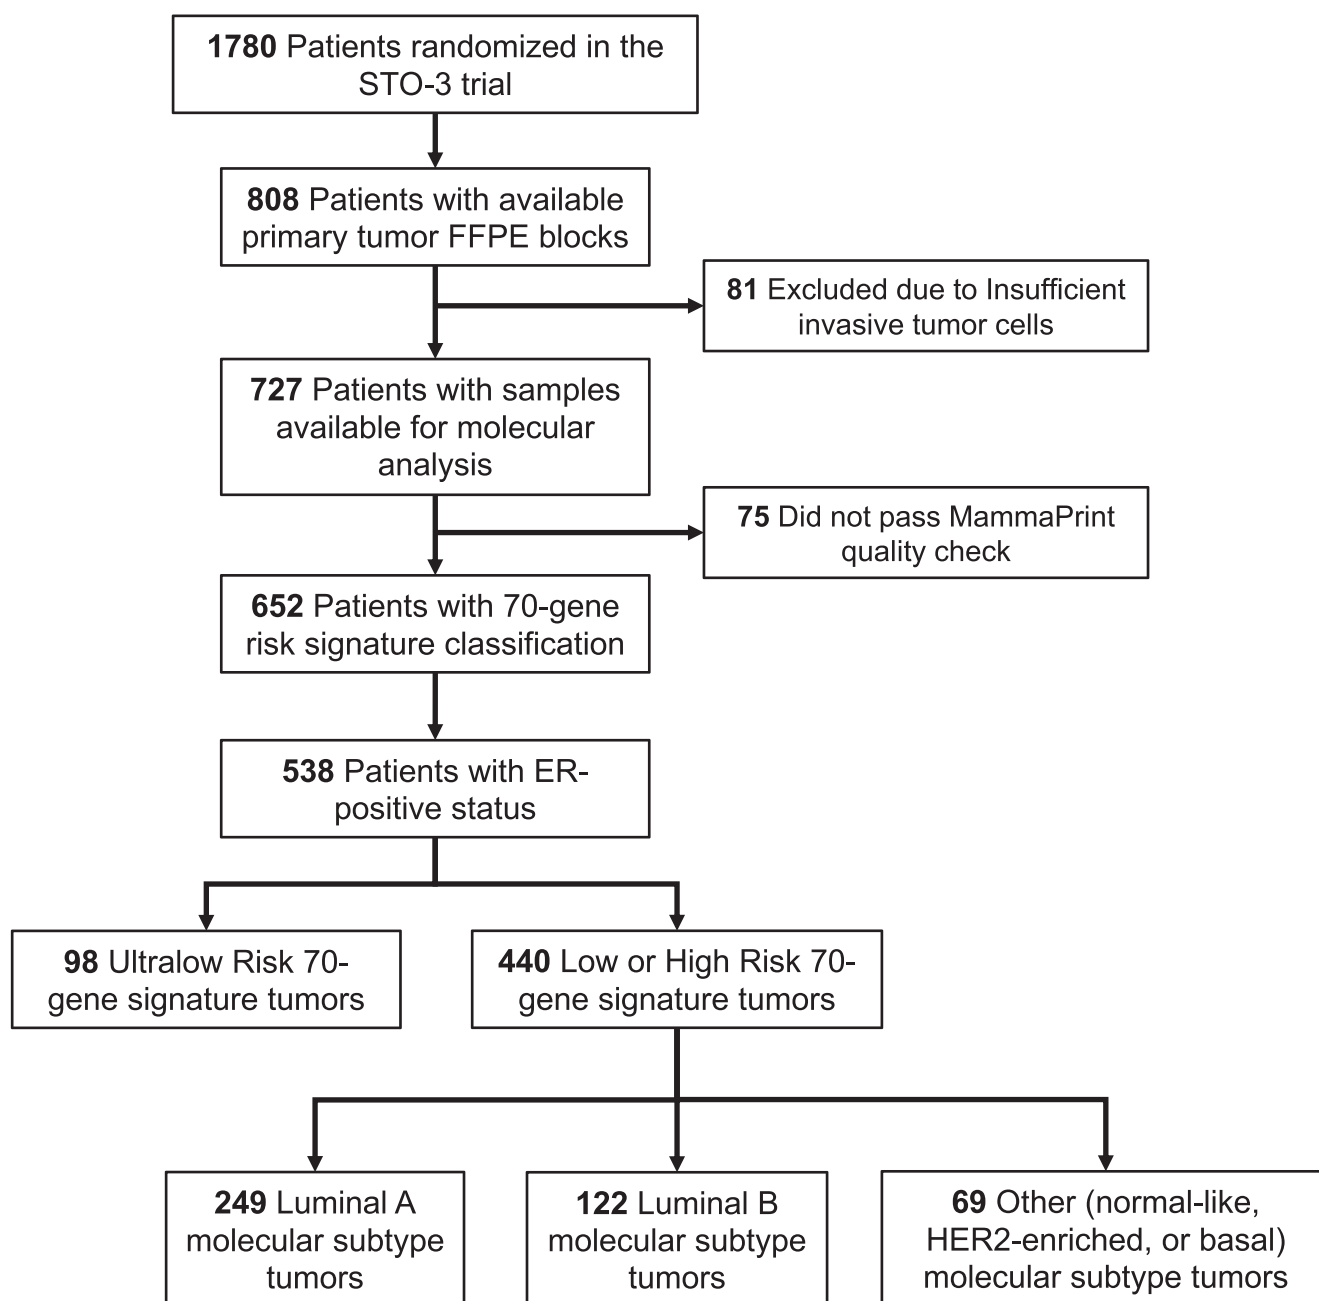 1780 Patients randomized in the
STO-3 trial
808 Patients with available
primary tumor FFPE blocks
81 Excluded due to Insufficient
invasive tumor cells
727 Patients with samples
available for molecular
analysis
75 Did not pass MammaPrint
quality check
652 Patients with 70-gene
risk signature classification
538 Patients with ER-
positive status
98 Ultralow Risk 70-
gene signature tumors
440 Low or High Risk 70-
gene signature tumors
249 Luminal A
molecular subtype
tumors
122 Luminal B
molecular subtype
tumors
69 Other (normal-like,
HER2-enriched, or basal)
molecular subtype tumors